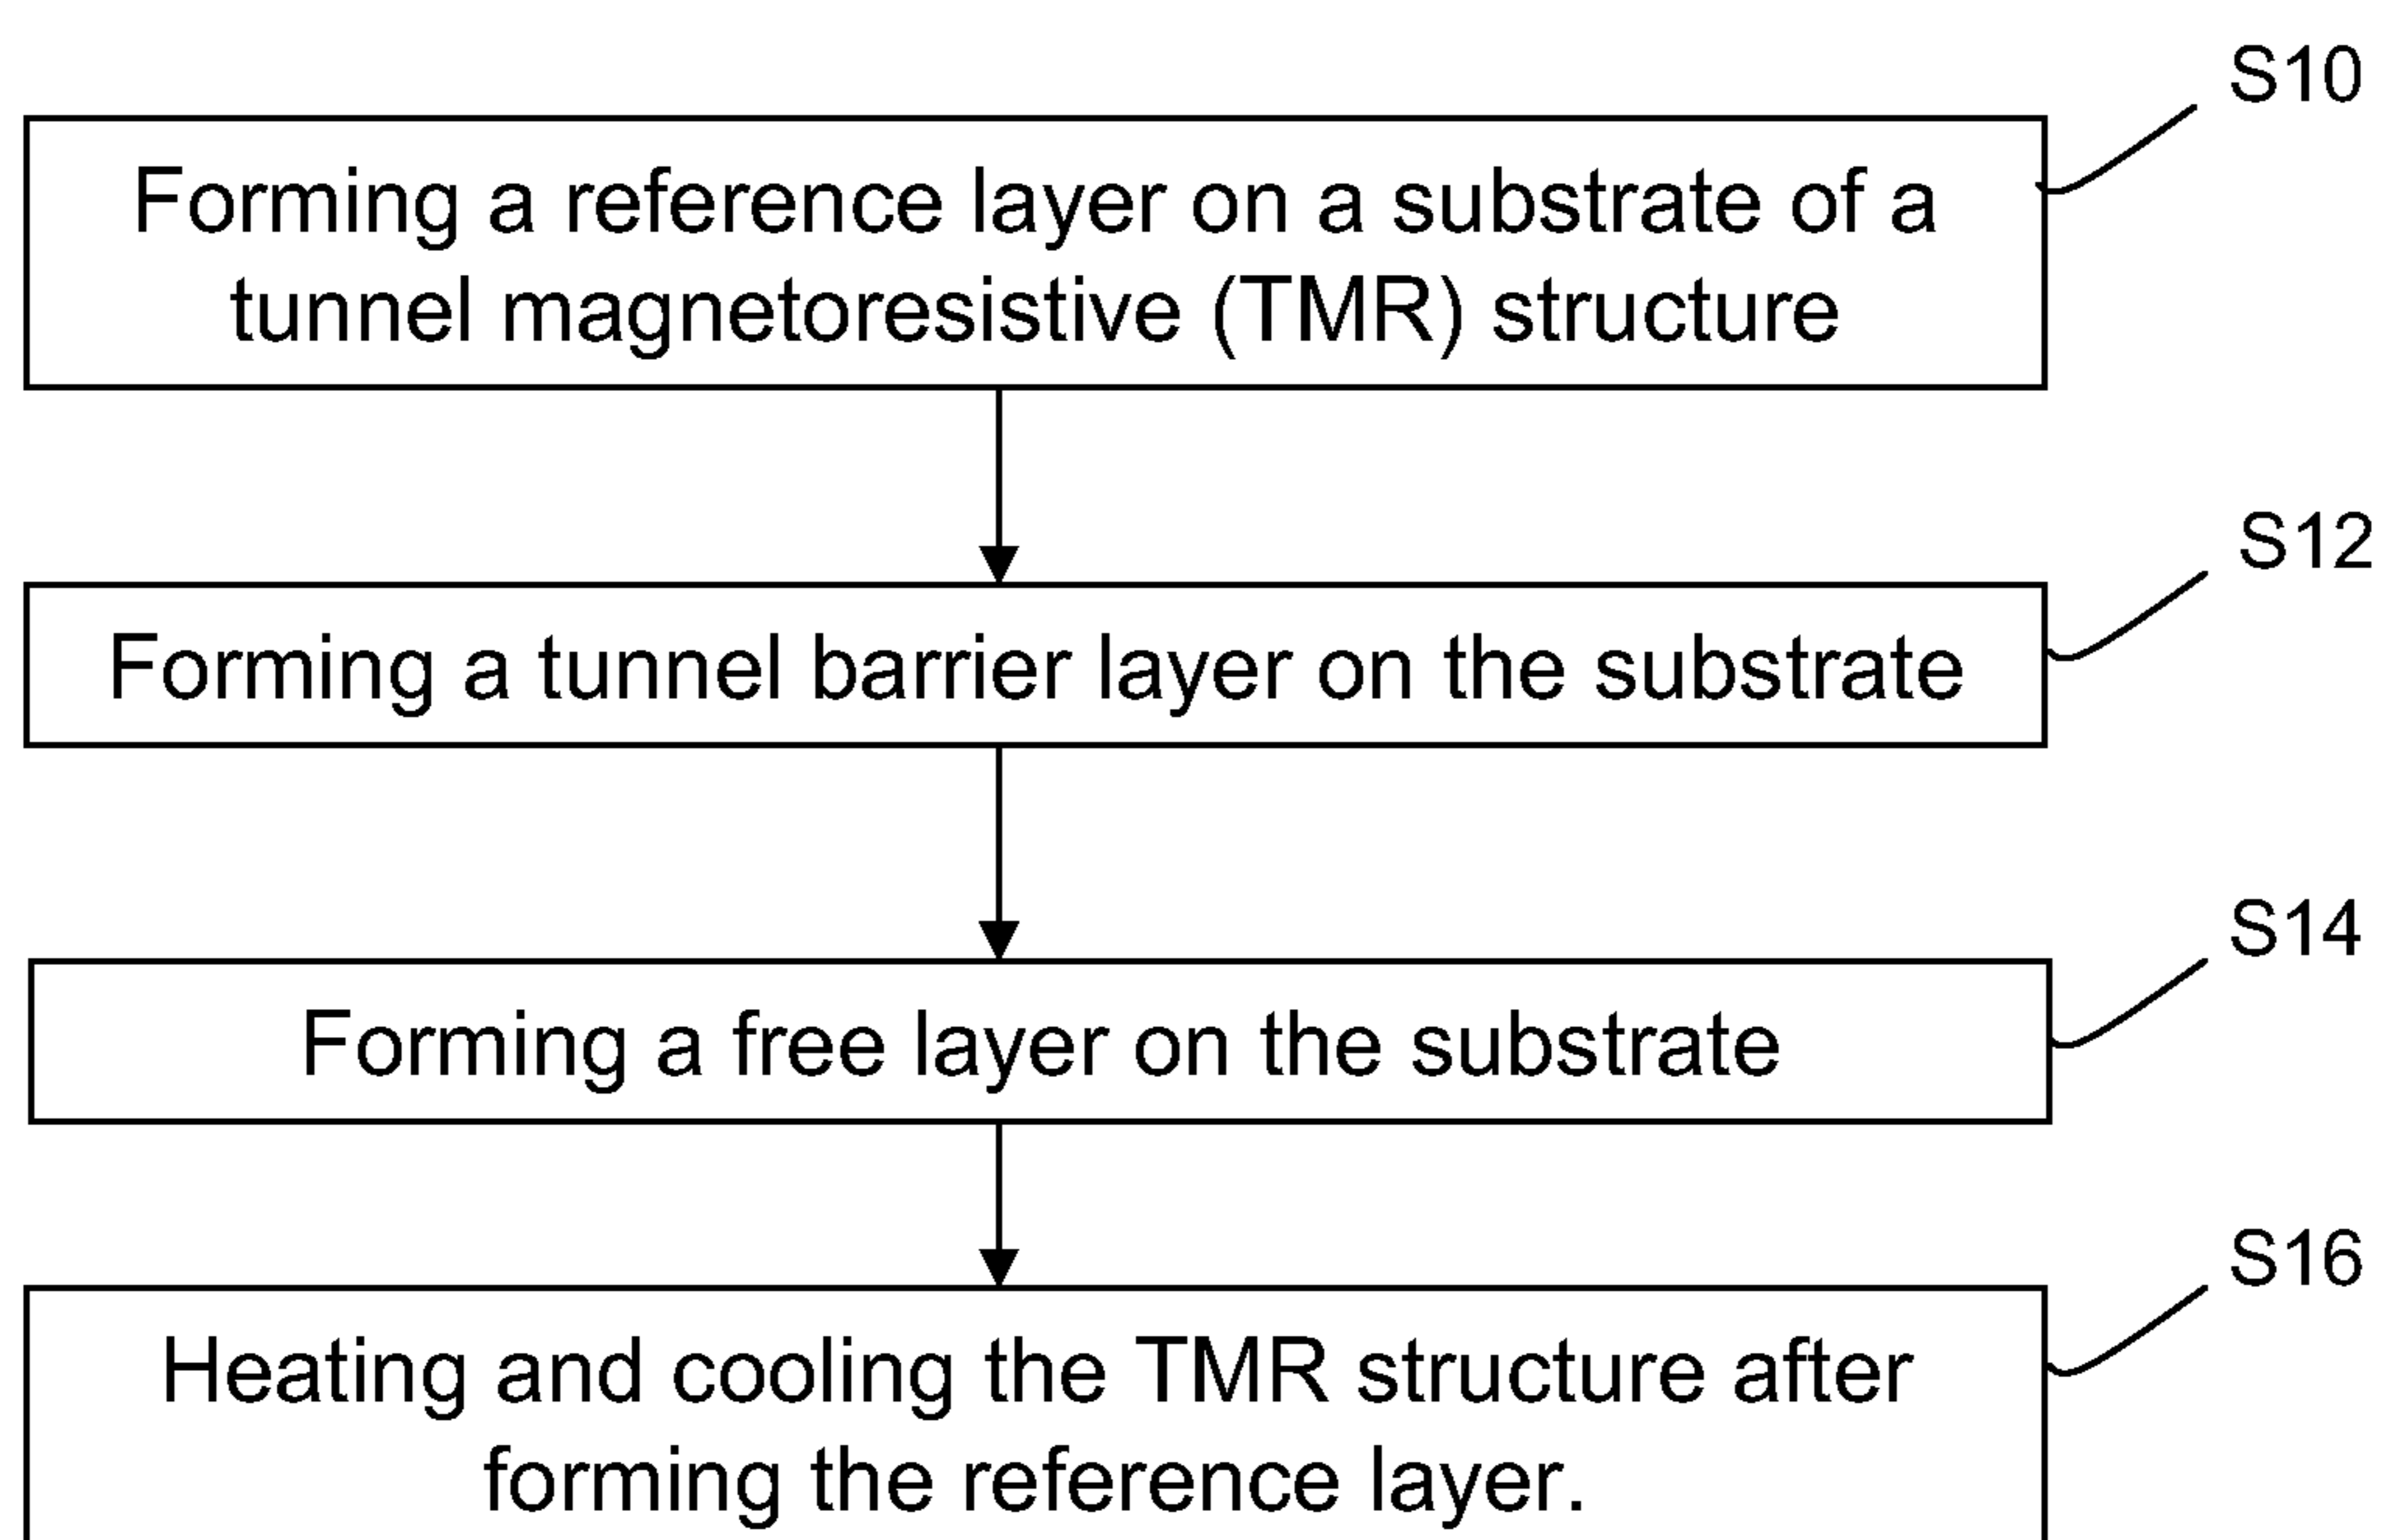 S10
Forming a reference layer on a substrate of a
tunnel magnetoresistive (TMR) structure
S12
Forming a tunnel barrier layer on the substrate
S14
Forming a free layer on the substrate
S16
Heating and cooling the TMR structure after
forming the reference layer.